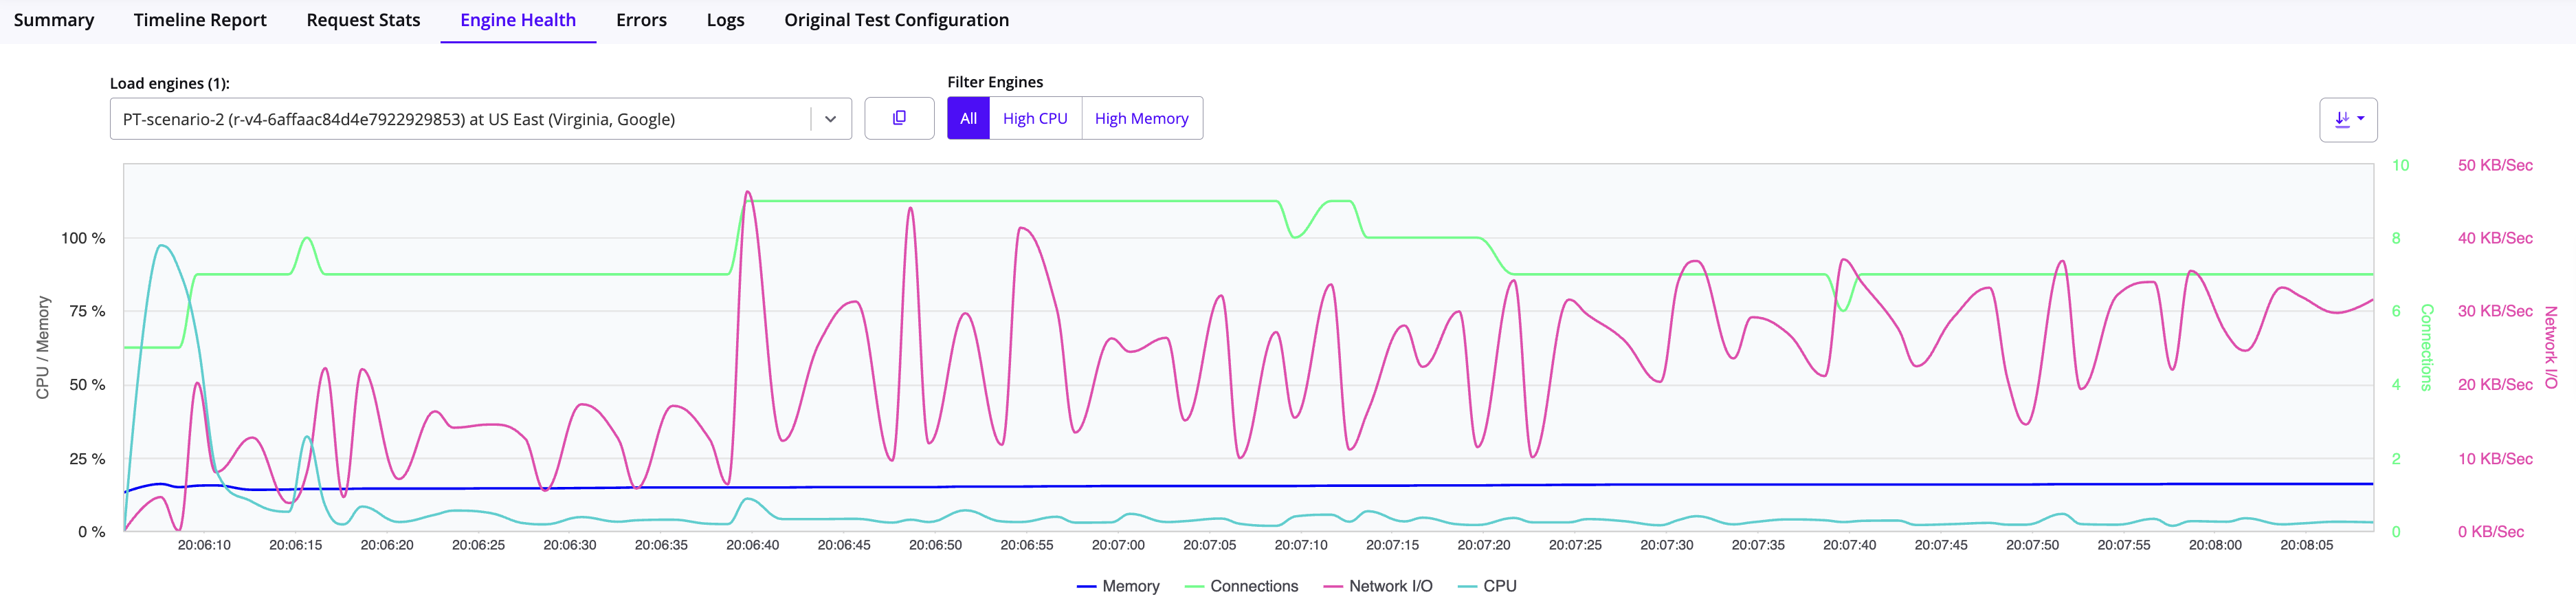 Summary Timeline Report Request Stats Engine Health Errors Logs Original Test Configuration
Load engines (1): Filter Engines
PT-scenario-2 (r-v4-6affaac84d4e7922929853) at US East (Virginia, Google) All High CPU High Memory
10 50 KB/Sec
100 % 8 40 KB/Sec
75 % 6 30 KB/Sec
50 % 4 20 KB/Sec
25 % 2 10 KB/Sec
0 % 0 0 KB/Sec
CPU / Memory
Connections
Network I/O
20:06:10 20:06:15 20:06:20 20:06:25 20:06:30 20:06:35 20:06:40 20:06:45 20:06:50 20:06:55 20:07:00 20:07:05 20:07:10 20:07:15 20:07:20 20:07:25 20:07:30 20:07:35 20:07:40 20:07:45 20:07:50 20:07:55 20:08:00 20:08:05
Memory Connections Network I/O CPU